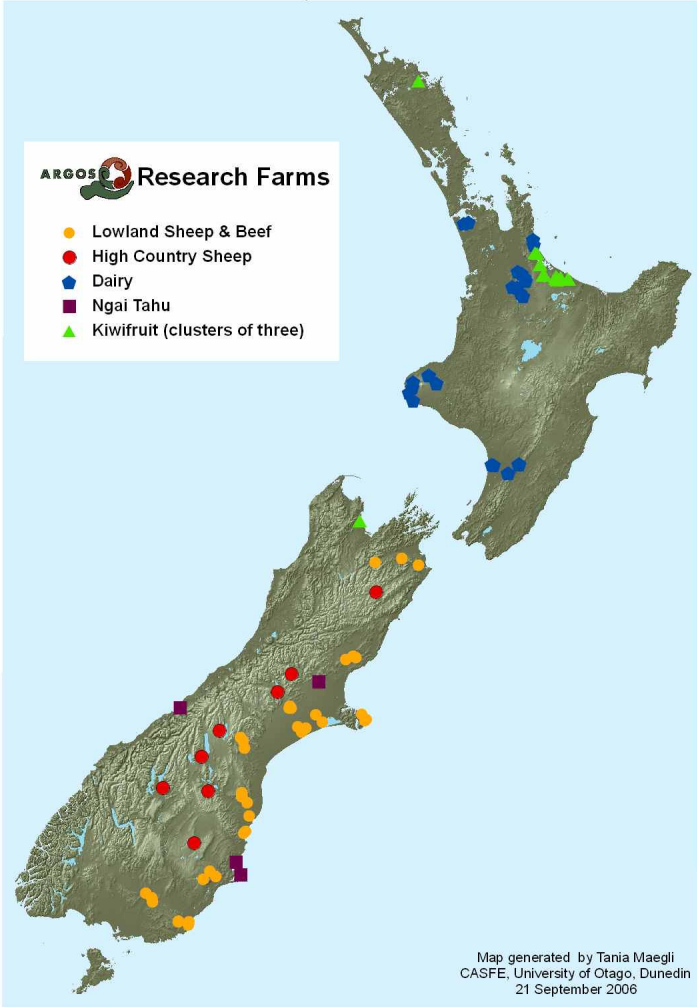 ARGOS Research Farms
Lowland Sheep & Beef
High Country Sheep
Dairy
Ngai Tahu
Kiwifruit (clusters of three)
Map generated by Tania Maegli
CASFE, University of Otago, Dunedin
21 September 2006